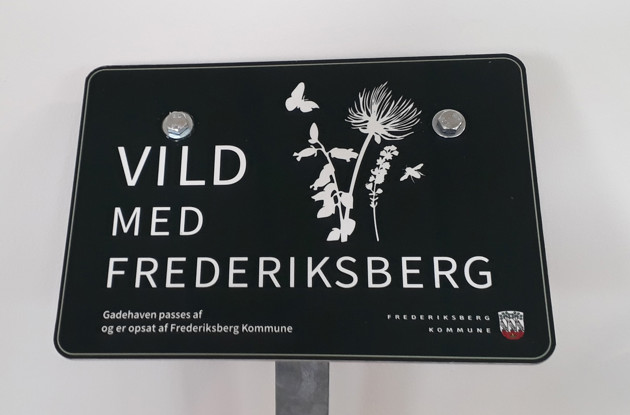 VILD
MED
FREDERIKSBERG
Gadehaven passes af
og er opsat af Frederiksberg Kommune
FREDERIKSBERG
KOMMUNE